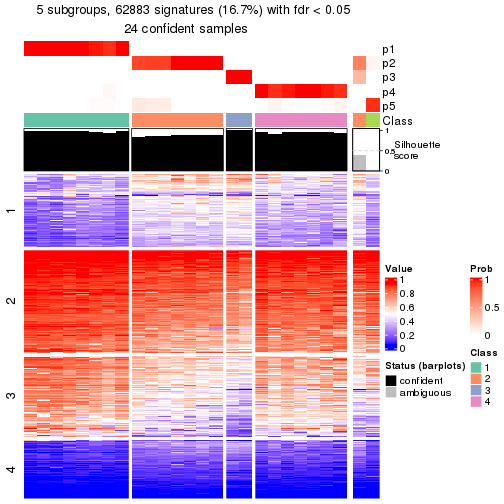 5 subgroups, 62883 signatures (16.7%) with fdr < 0.05
24 confident samples
p1
p2
p3
p4
p5
Class
1
0.5
0
Silhouette
score
1
2
3
4
Value
1
0.8
0.6
0.4
0.2
0
Prob
1
0.5
0
Status (barplots)
confident
ambiguous
Class
1
2
3
4